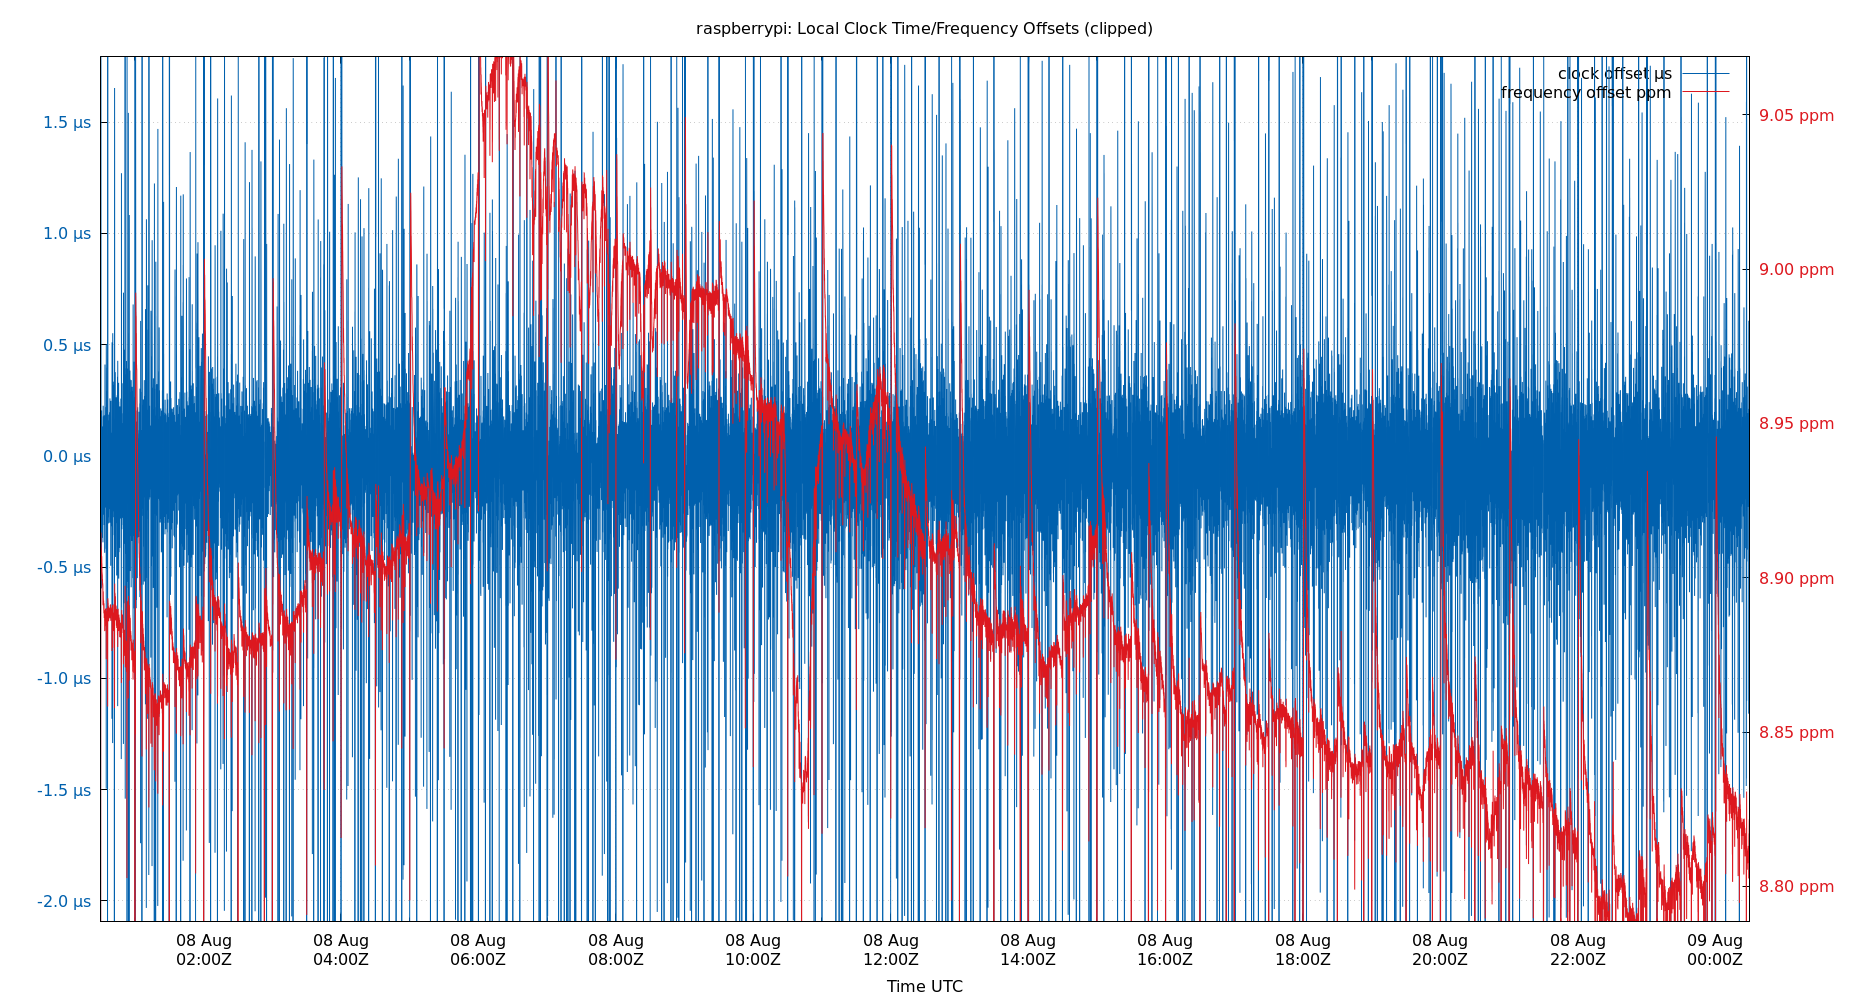 raspberrypi: Local Clock Time/Frequency Offsets (clipped)
clock offset µs
frequency offset ppm
1.5 µs
1.0 µs
0.5 µs
0.0 µs
-0.5 µs
-1.0 µs
-1.5 µs
-2.0 µs
9.05 ppm
9.00 ppm
8.95 ppm
8.90 ppm
8.85 ppm
8.80 ppm
08 Aug 08 Aug 08 Aug 08 Aug 08 Aug 08 Aug 08 Aug 08 Aug 08 Aug 08 Aug 08 Aug 09 Aug
02:00Z 04:00Z 06:00Z 08:00Z 10:00Z 12:00Z 14:00Z 16:00Z 18:00Z 20:00Z 22:00Z 00:00Z
Time UTC